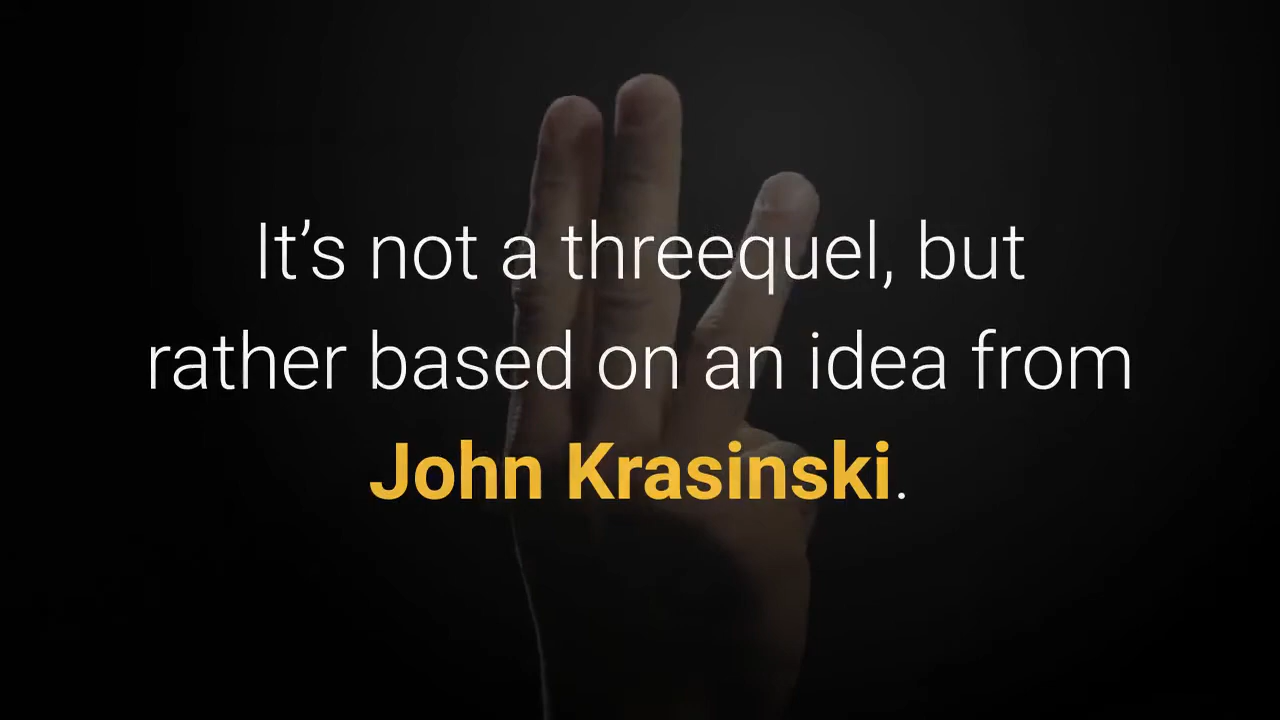 It’s not a threequel, but
rather based on an idea from
John Krasinski.